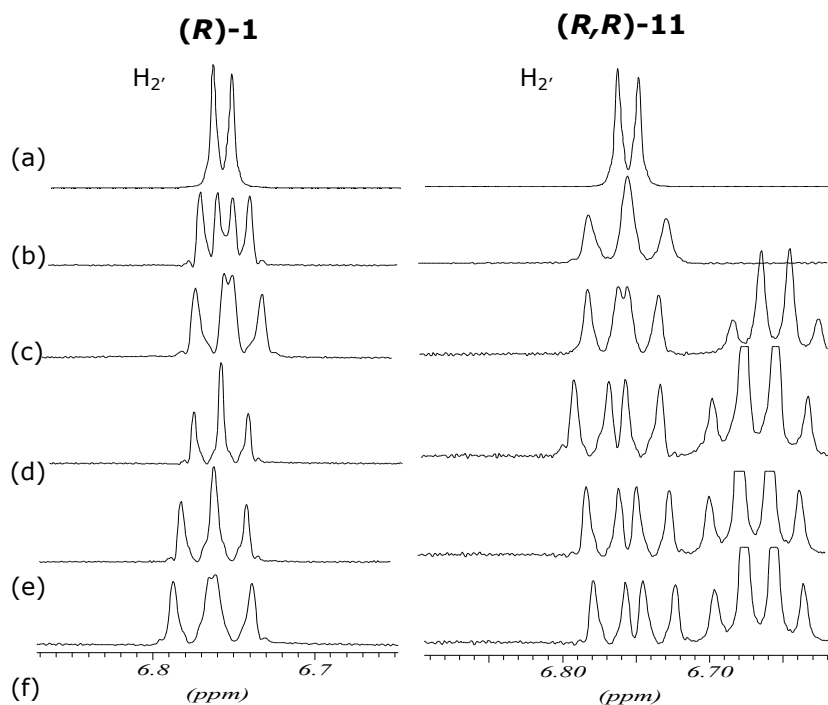 (R)-1 (R,R)-11
H2′ H2′
(a)
(b)
(c)
(d)
(e)
6.8 6.7 6.80 6.70
(f) (ppm) (ppm)